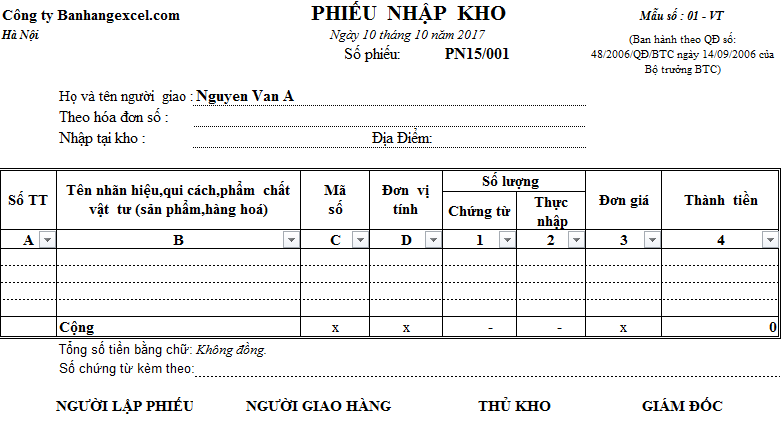 Công ty Banhangexcel.com
PHIẾU NHẬP KHO
Mẫu số : 01 - VT
Hà Nội
Ngày 10 tháng 10 năm 2017
(Ban hành theo QĐ số:
Số phiếu: PN15/001
48/2006/QĐ/BTC ngày 14/09/2006 của
Bộ trưởng BTC)
Họ và tên người giao : Nguyen Van A
Theo hóa đơn số :
Nhập tại kho : Địa Điểm:
Số TT
Tên nhãn hiệu,qui cách,phẩm chất
vật tư (sản phẩm,hàng hoá)
Mã
số
Đơn vị
tính
Số lượng
Chứng từ
Thực
nhập
Đơn giá
Thành tiền
A B C D 1 2 3 4
Cộng x x - - x 0
Tổng số tiền bằng chữ: Không đồng.
Số chứng từ kèm theo:
NGƯỜI LẬP PHIẾU NGƯỜI GIAO HÀNG THỦ KHO GIÁM ĐỐC